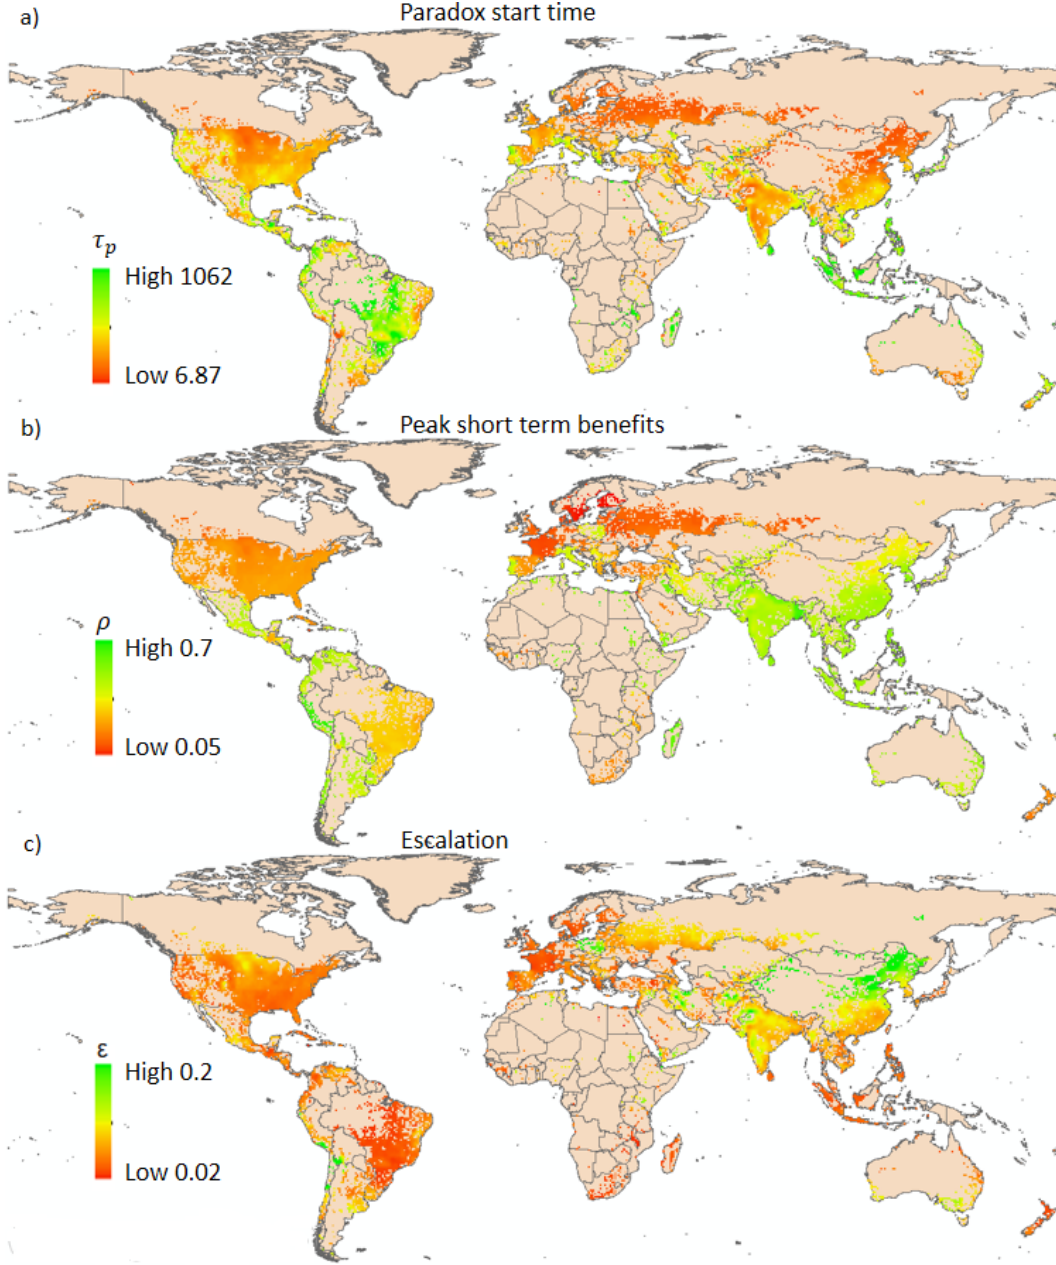 a)
Paradox start time
τp
High 1062
Low 6.87
b)
Peak short term benefits
ρ
High 0.7
Low 0.05
c)
Escalation
ε
High 0.2
Low 0.02